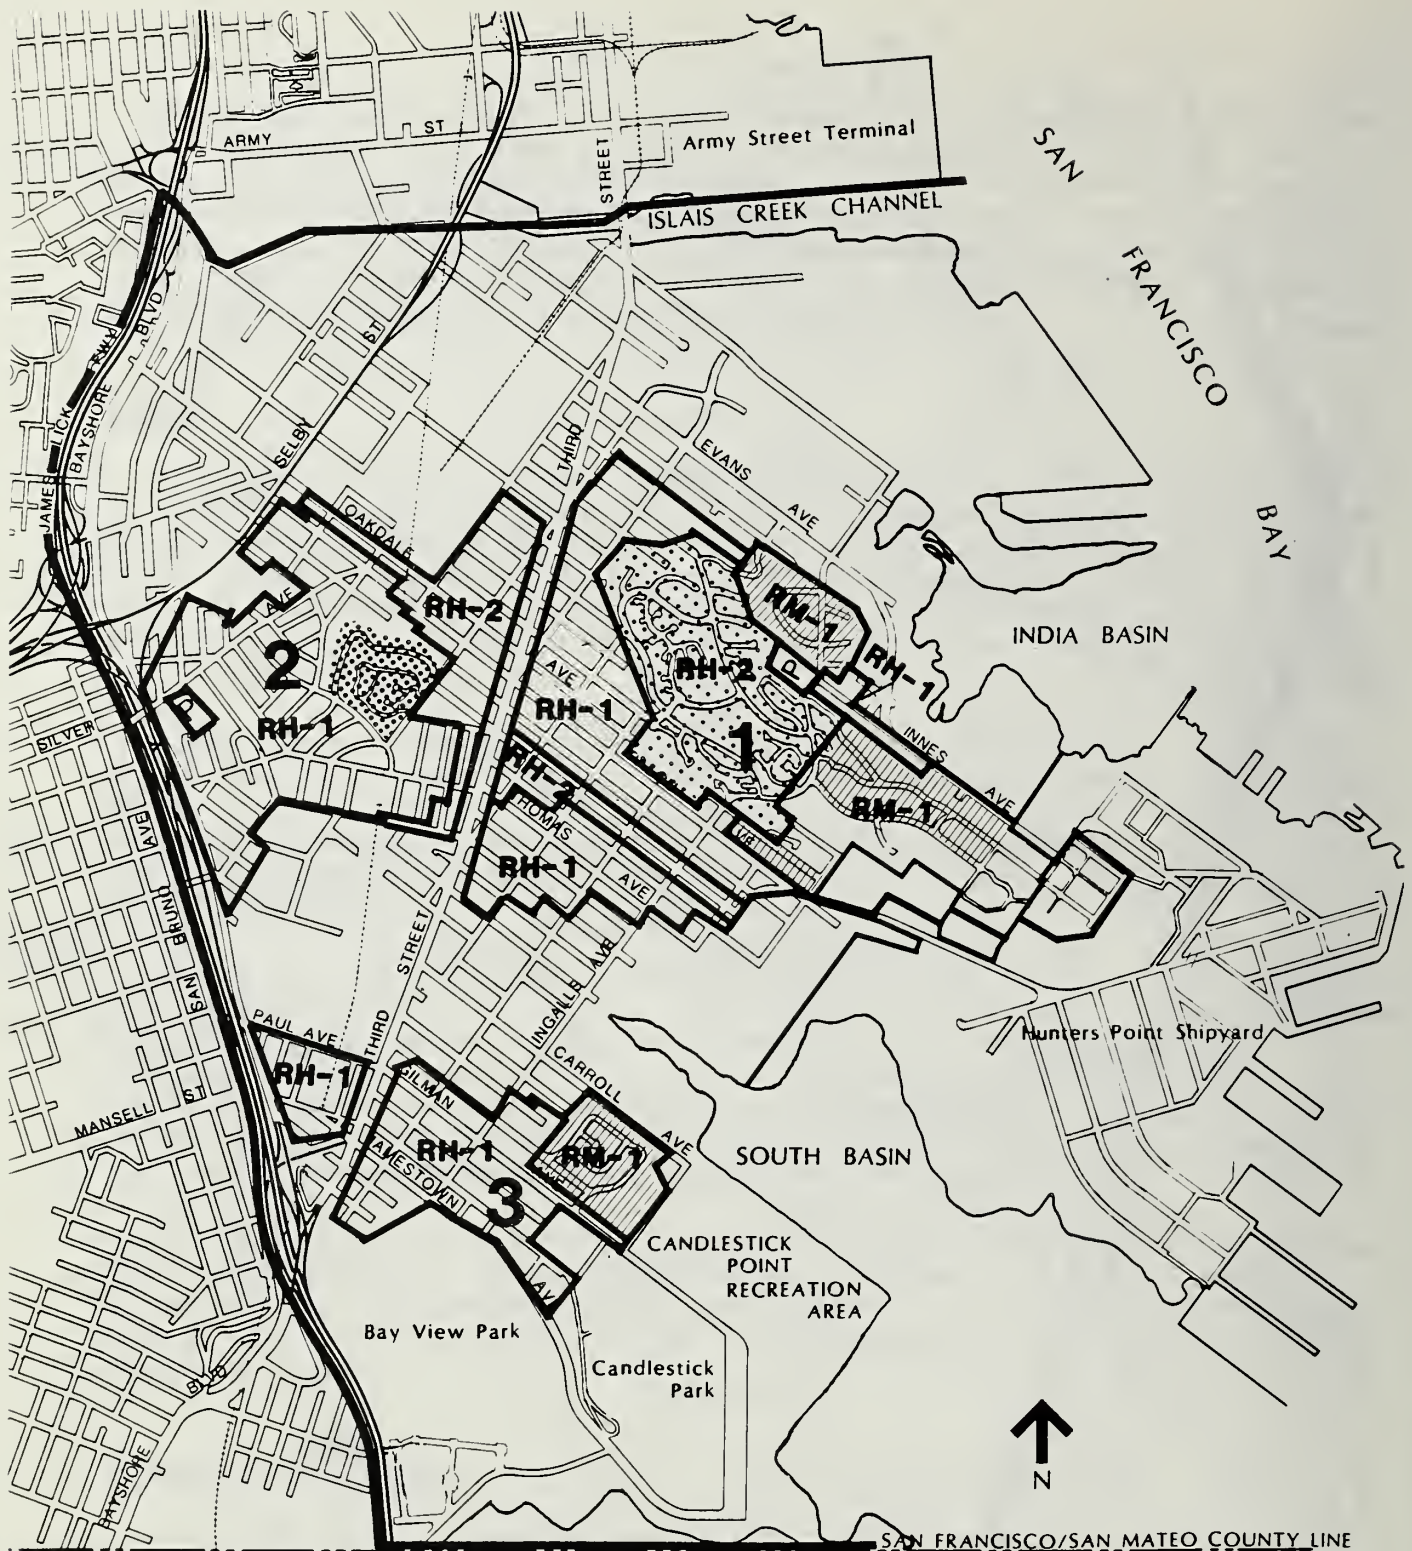 ARMY ST
Army Street Terminal
STREET
ISLAIS CREEK CHANNEL
SAN
FRANCISCO
BAY
JAMES LICK FWY
BAYSHORE BLVD
SELBY ST
THIRD
EVANS AVE
OAKDALE
AVE
RH-2
2
RH-1
P
SILVER
AVE
RM-1
P
RH-1
RH-2
1
AVE
RH-1
INDIA BASIN
INNES AVE
RM-1
RH-2
THOMAS AVE
RH-1
SAN BRUNO AVE
THIRD STREET
INGALLS AVE
Hunters Point Shipyard
PAUL AVE
RH-1
MANSELL ST
GILMAN
CARROLL AVE
RH-1
RM-1
JAMESTOWN
AV
3
SOUTH BASIN
CANDLESTICK
POINT
RECREATION
AREA
Bay View Park
Candlestick
Park
BAYSHORE BLVD
N
SAN FRANCISCO/SAN MATEO COUNTY LINE